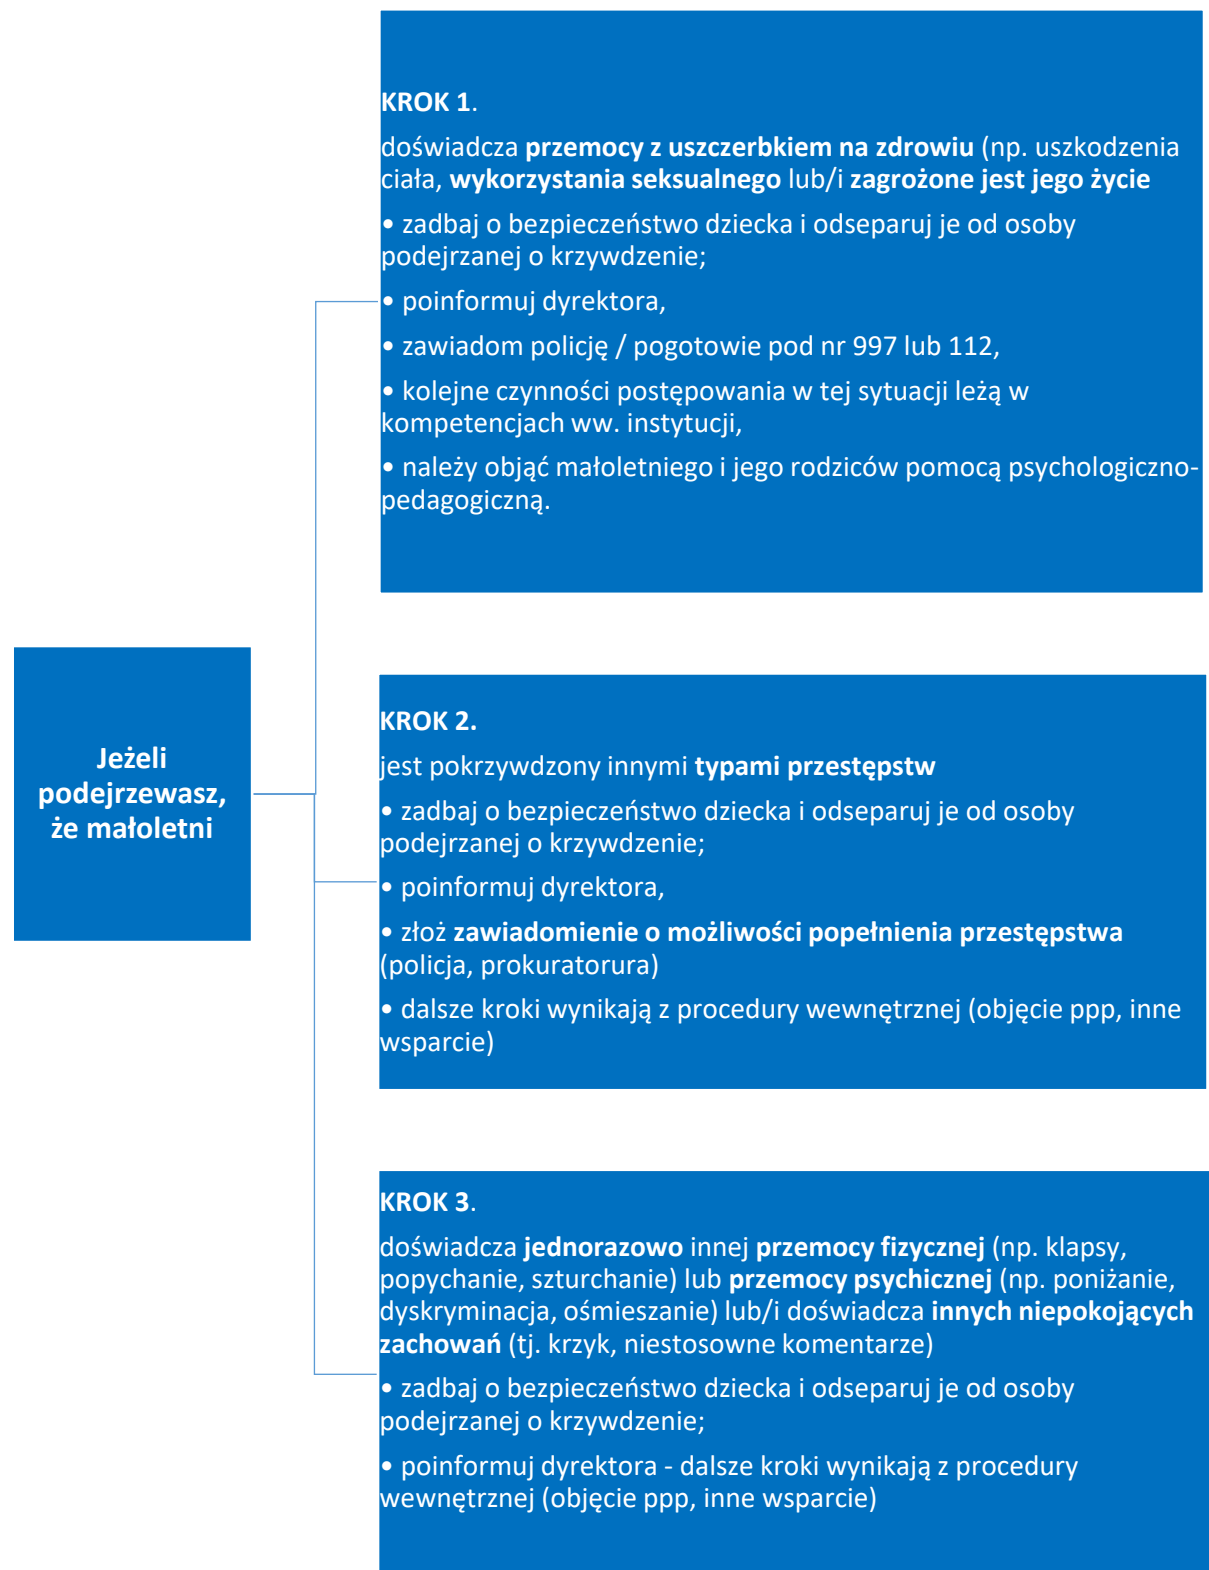 KROK 1.
doświadcza przemocy z uszczerbkiem na zdrowiu (np. uszkodzenia
ciała, wykorzystania seksualnego lub/i zagrożone jest jego życie
• zadbaj o bezpieczeństwo dziecka i odseparuj je od osoby
podejrzanej o krzywdzenie;
• poinformuj dyrektora,
• zawiadom policję / pogotowie pod nr 997 lub 112,
• kolejne czynności postępowania w tej sytuacji leżą w
kompetencjach ww. instytucji,
• należy objąć małoletniego i jego rodziców pomocą psychologiczno-
pedagogiczną.
Jeżeli
podejrzewasz,
że małoletni
KROK 2.
jest pokrzywdzony innymi typami przestępstw
• zadbaj o bezpieczeństwo dziecka i odseparuj je od osoby
podejrzanej o krzywdzenie;
• poinformuj dyrektora,
• złoż zawiadomienie o możliwości popełnienia przestępstwa
(policja, prokuratorura)
• dalsze kroki wynikają z procedury wewnętrznej (objęcie ppp, inne
wsparcie)
KROK 3.
doświadcza jednorazowo innej przemocy fizycznej (np. klapsy,
popychanie, szturchanie) lub przemocy psychicznej (np. poniżanie,
dyskryminacja, ośmieszanie) lub/i doświadcza innych niepokojących
zachowań (tj. krzyk, niestosowne komentarze)
• zadbaj o bezpieczeństwo dziecka i odseparuj je od osoby
podejrzanej o krzywdzenie;
• poinformuj dyrektora - dalsze kroki wynikają z procedury
wewnętrznej (objęcie ppp, inne wsparcie)